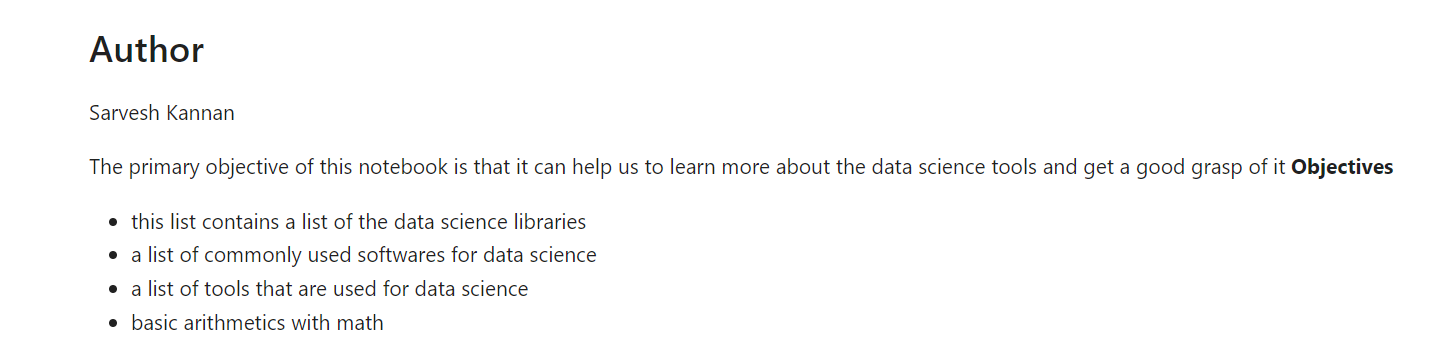 Author
Sarvesh Kannan
The primary objective of this notebook is that it can help us to learn more about the data science tools and get a good grasp of it Objectives
• this list contains a list of the data science libraries
• a list of commonly used softwares for data science
• a list of tools that are used for data science
• basic arithmetics with math